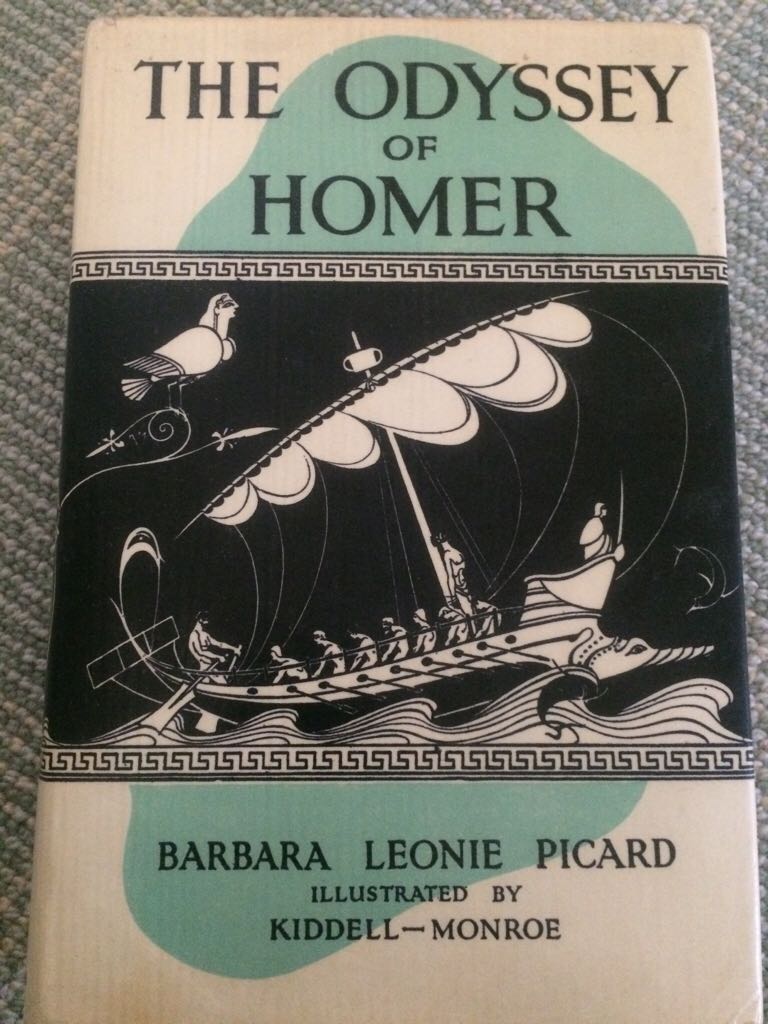 THE ODYSSEY
OF
HOMER
BARBARA LEONIE PICARD
ILLUSTRATED BY
KIDDELL—MONROE